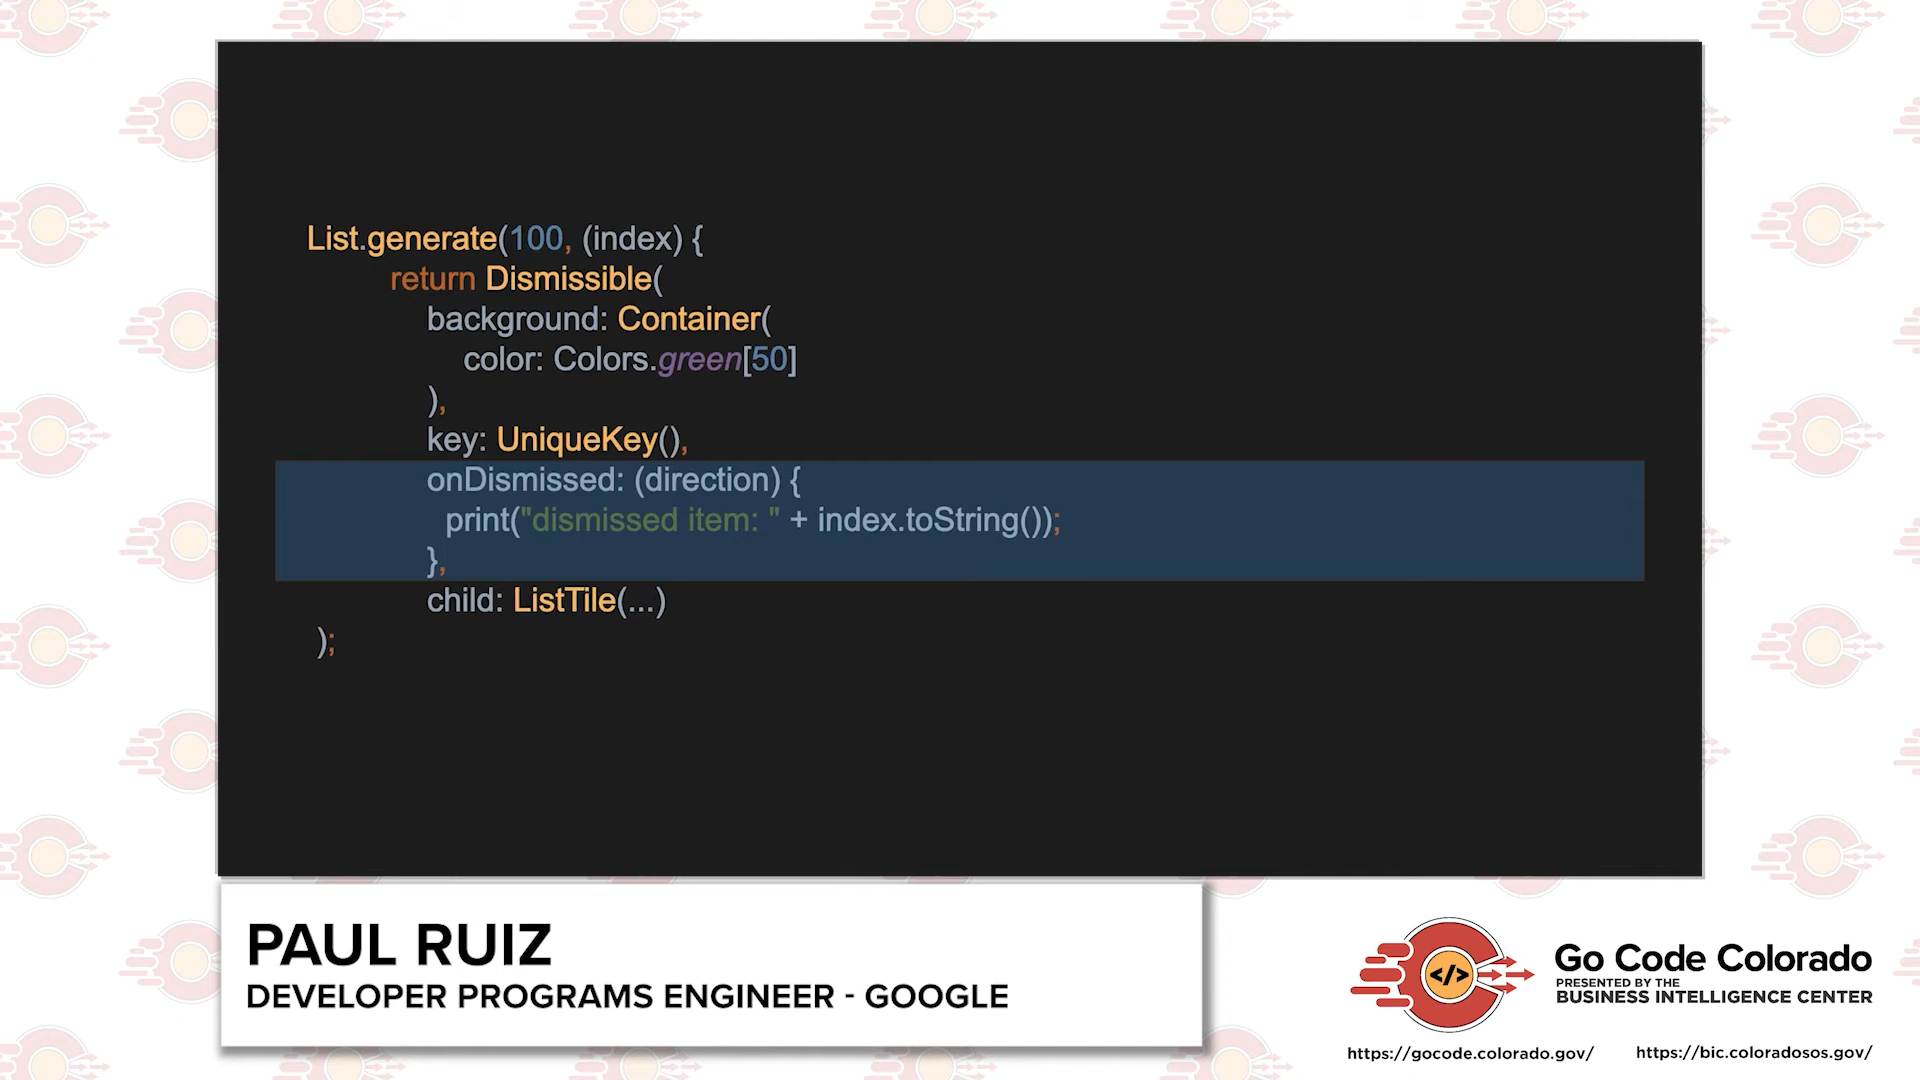 List.generate(100, (index) {
return Dismissible(
background: Container(
color: Colors.green[50]
),
key: UniqueKey(),
onDismissed: (direction) {
print("dismissed item: " + index.toString());
},
child: ListTile(...)
);
PAUL RUIZ
DEVELOPER PROGRAMS ENGINEER - GOOGLE
</>
Go Code Colorado
PRESENTED BY THE
BUSINESS INTELLIGENCE CENTER
https://gocode.colorado.gov/ https://bic.coloradosos.gov/